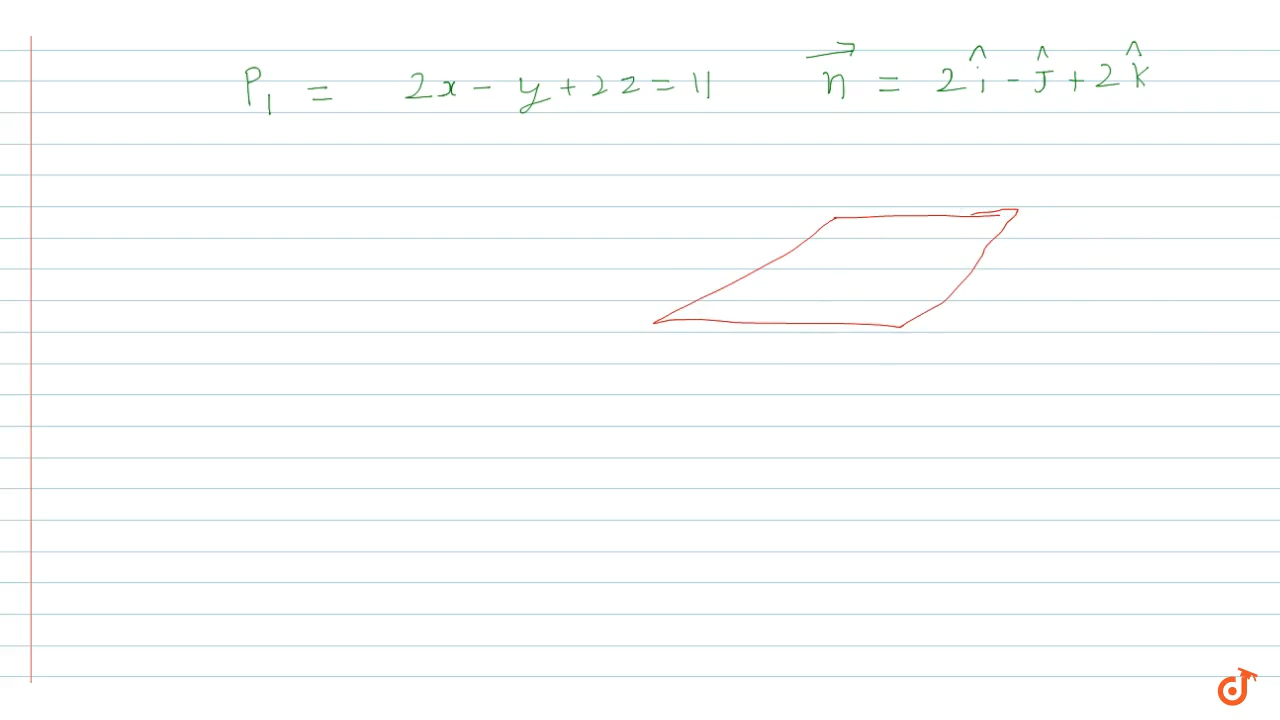 P₁ = 2x - y + 2z = 11 n⃗ = 2î - ĵ + 2k̂